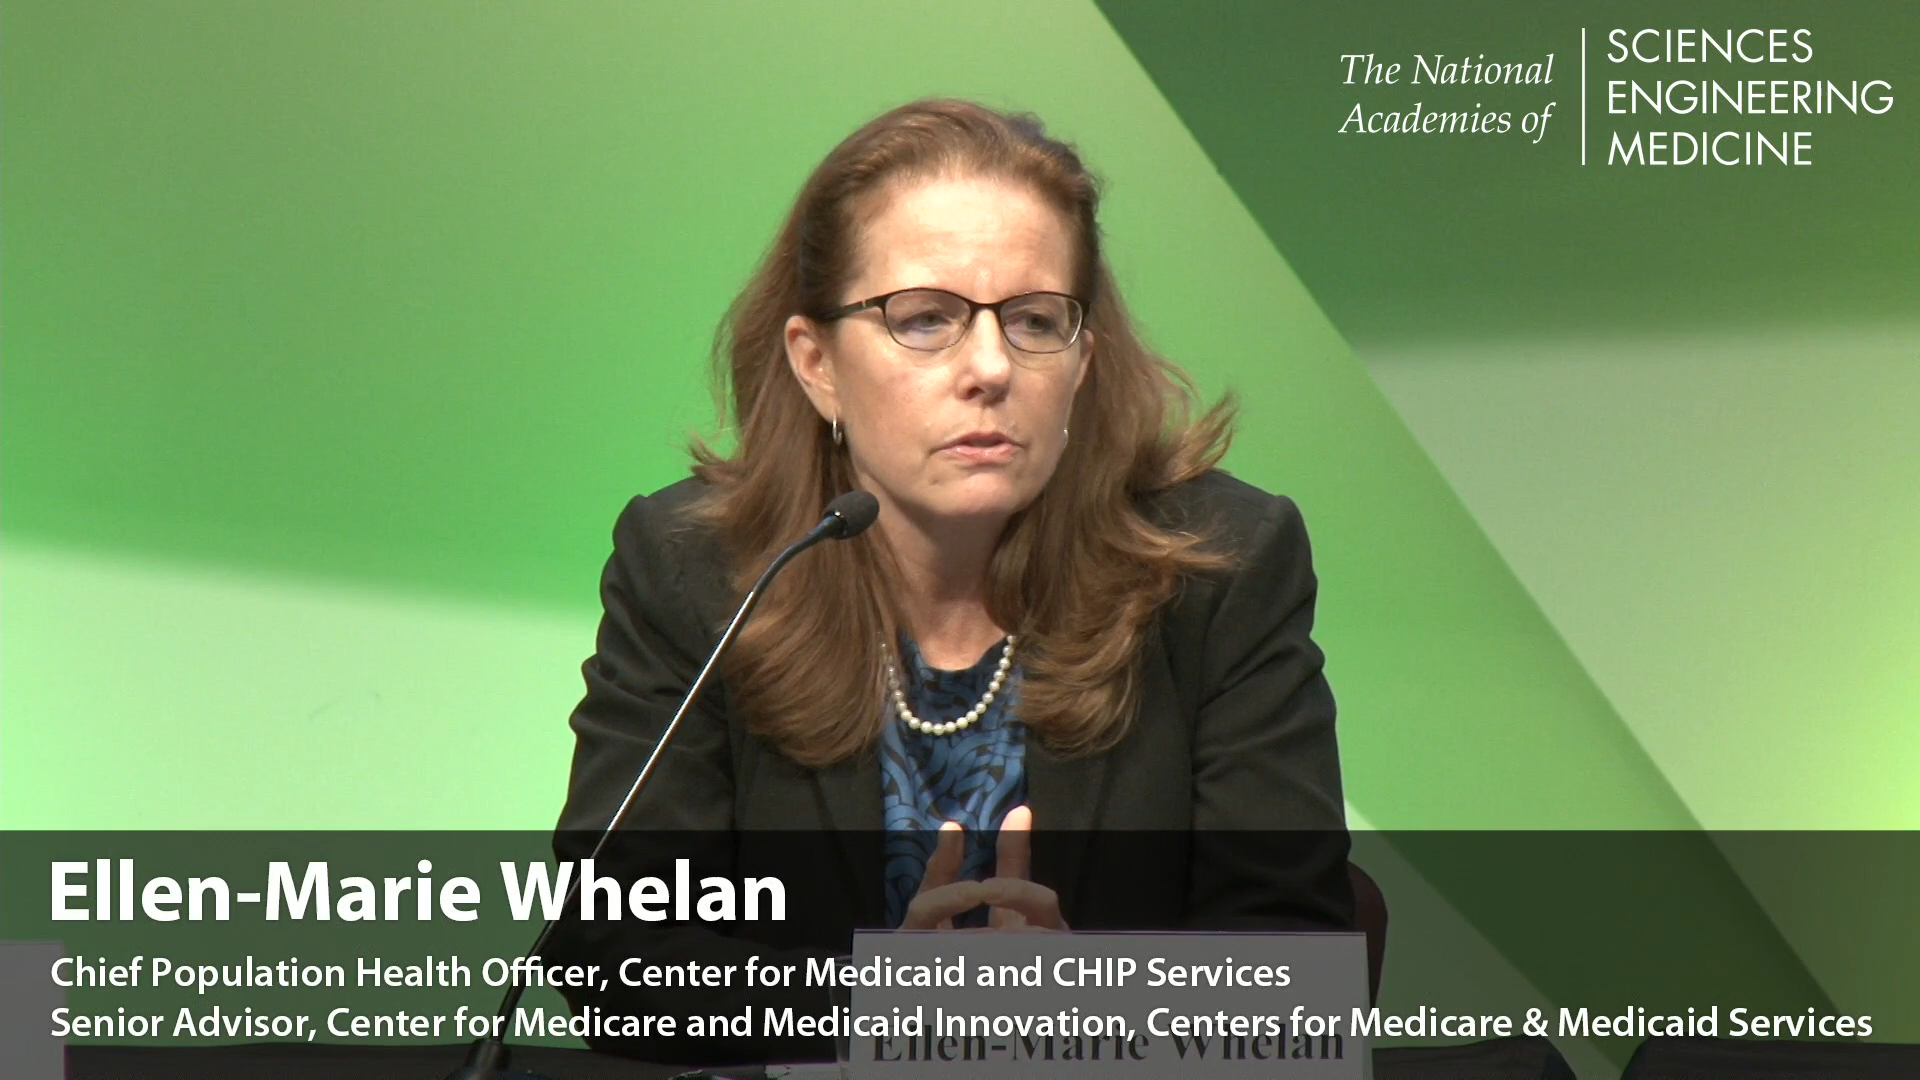 The National
Academies of
SCIENCES
ENGINEERING
MEDICINE
Ellen-Marie Whelan
Chief Population Health Officer, Center for Medicaid and CHIP Services
Senior Advisor, Center for Medicare and Medicaid Innovation, Centers for Medicare & Medicaid Services
Ellen-Marie Whelan